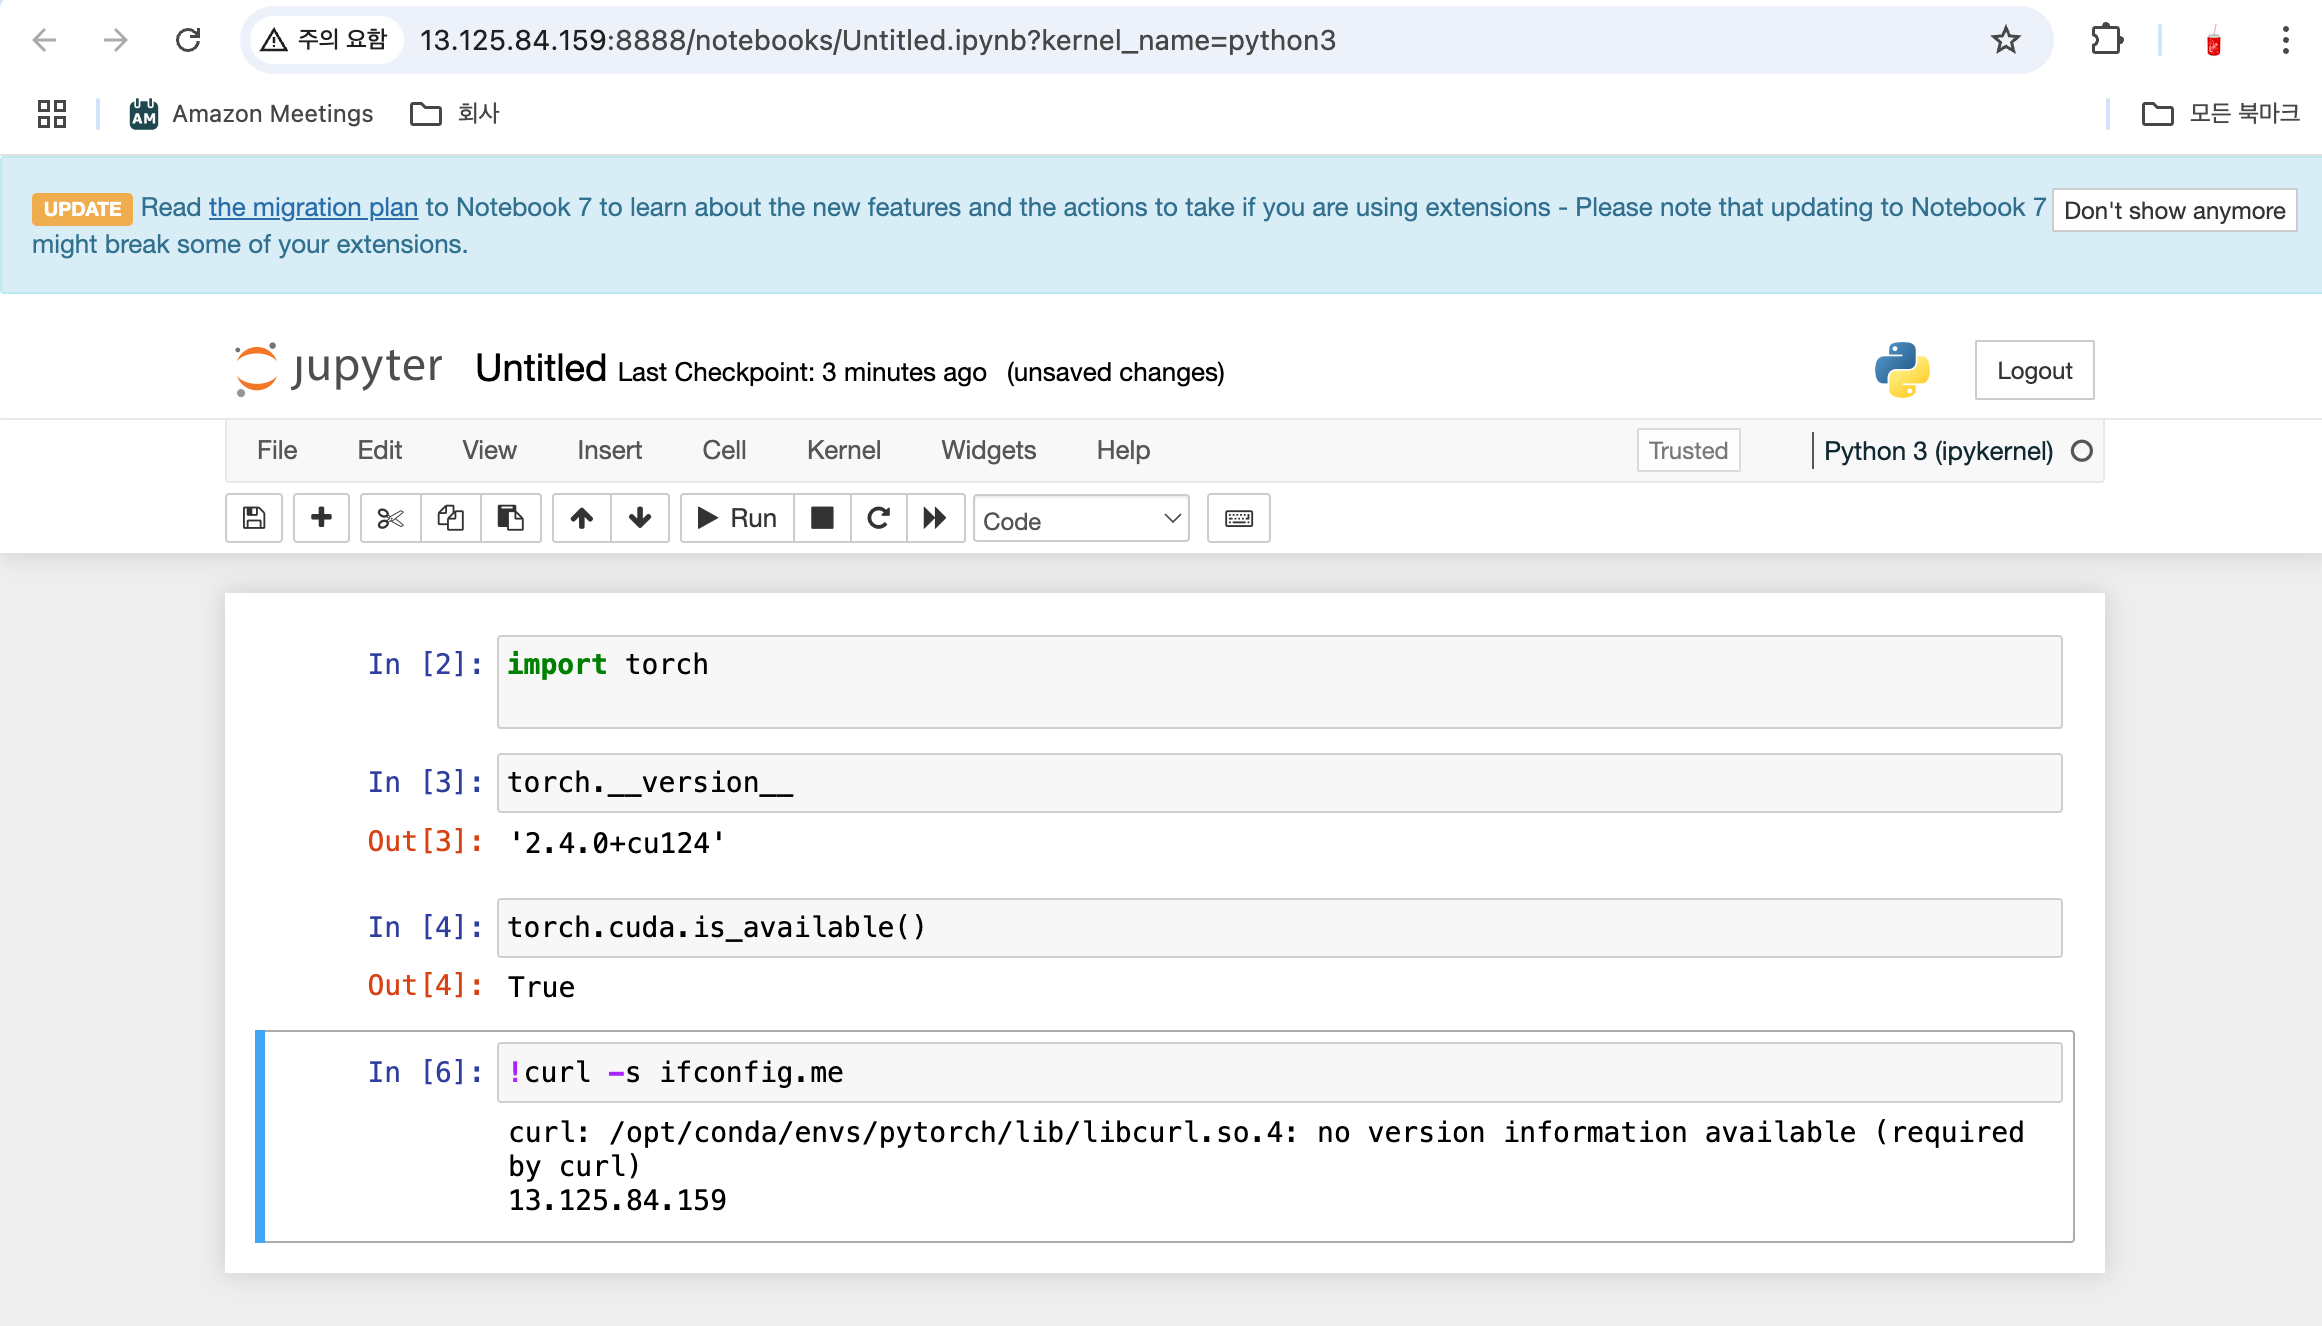 주의 요함 13.125.84.159:8888/notebooks/Untitled.ipynb?kernel_name=python3
AM Amazon Meetings 회사 모든 북마크
UPDATE Read the migration plan to Notebook 7 to learn about the new features and the actions to take if you are using extensions - Please note that updating to Notebook 7 Don't show anymore
might break some of your extensions.
jupyter Untitled Last Checkpoint: 3 minutes ago (unsaved changes) Logout
File Edit View Insert Cell Kernel Widgets Help Trusted Python 3 (ipykernel)
Run Code
In [2]: import torch
In [3]: torch.__version__
Out[3]: '2.4.0+cu124'
In [4]: torch.cuda.is_available()
Out[4]: True
In [6]: !curl -s ifconfig.me
curl: /opt/conda/envs/pytorch/lib/libcurl.so.4: no version information available (required
by curl)
13.125.84.159